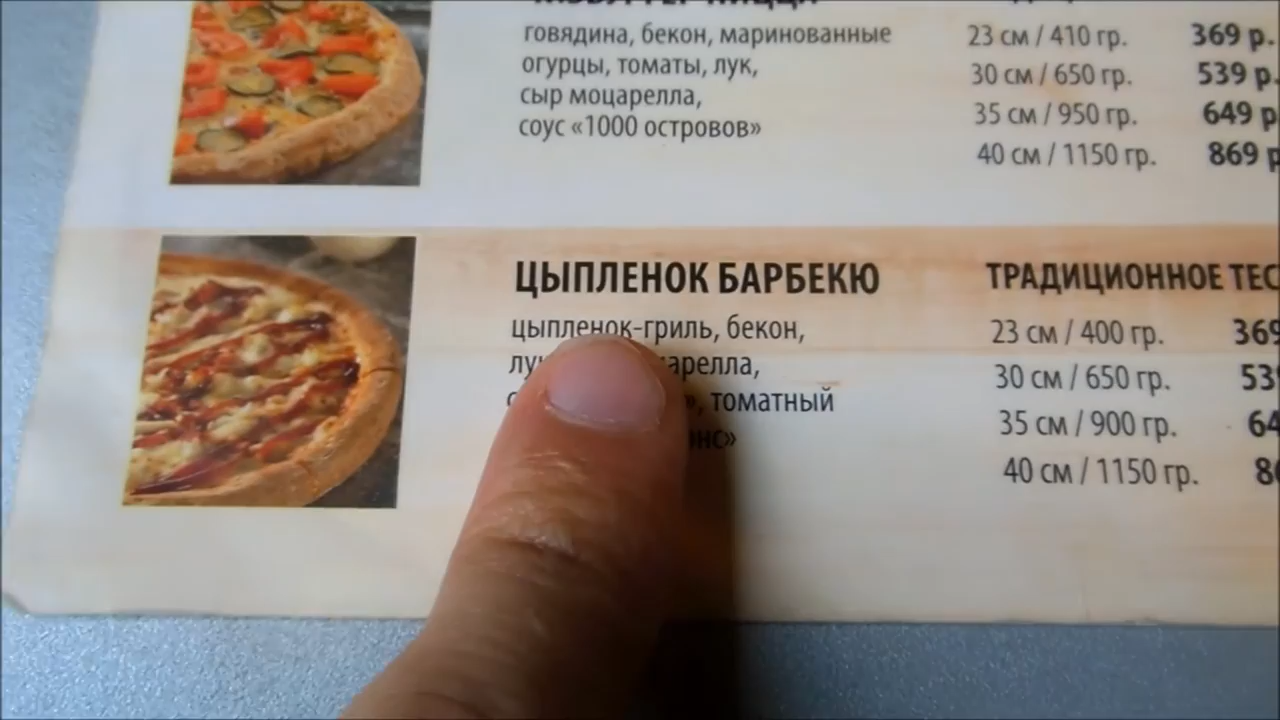 говядина, бекон, маринованные
огурцы, томаты, лук,
сыр моцарелла,
соус «1000 островов»
23 см / 410 гр. 369 р.
30 см / 650 гр. 539 р.
35 см / 950 гр. 649 р
40 см / 1150 гр. 869 р
ЦЫПЛЕНОК БАРБЕКЮ
цыпленок-гриль, бекон,
томатный
ТРАДИЦИОННОЕ
23 см / 400 гр. 369
30 см / 650 гр.
35 см / 900 гр.
40 см / 1150 гр.